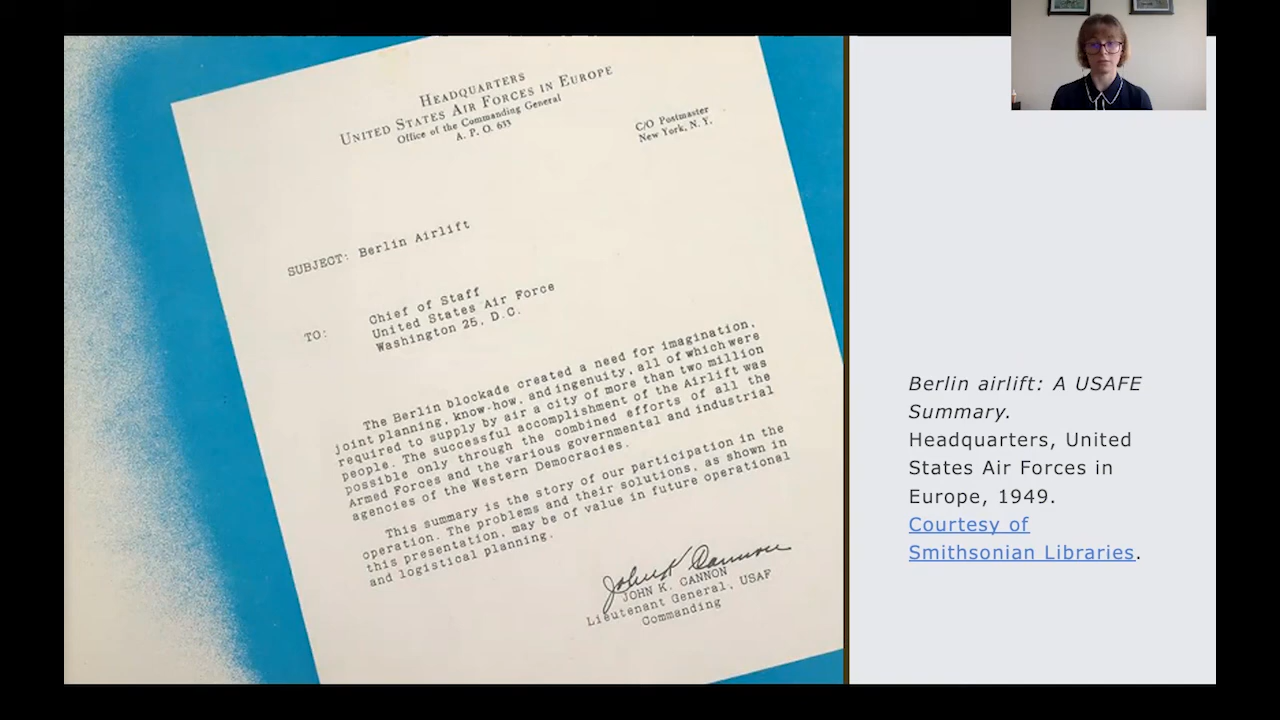 HEADQUARTERS
UNITED STATES AIR FORCES IN EUROPE
Office of the Commanding General
A. P. O. 633
C/O Postmaster
New York, N. Y.
SUBJECT: Berlin Airlift
TO:
Chief of Staff
United States Air Force
Washington 25, D.C.
The Berlin blockade created a need for imagination,
joint planning, know-how, and ingenuity, all of which were
required to supply by air a city of more than two million
people. The successful accomplishment of the Airlift was
possible only through the combined efforts of all the
Armed Forces and the various governmental and industrial
agencies of the Western Democracies.
This summary is the story of our participation in the
operation. The problems and their solutions, as shown in
this presentation, may be of value in future operational
and logistical planning.
John K Cannon
JOHN K. CANNON
Lieutenant General, USAF
Commanding
Berlin airlift: A USAFE
Summary.
Headquarters, United
States Air Forces in
Europe, 1949.
Courtesy of
Smithsonian Libraries.